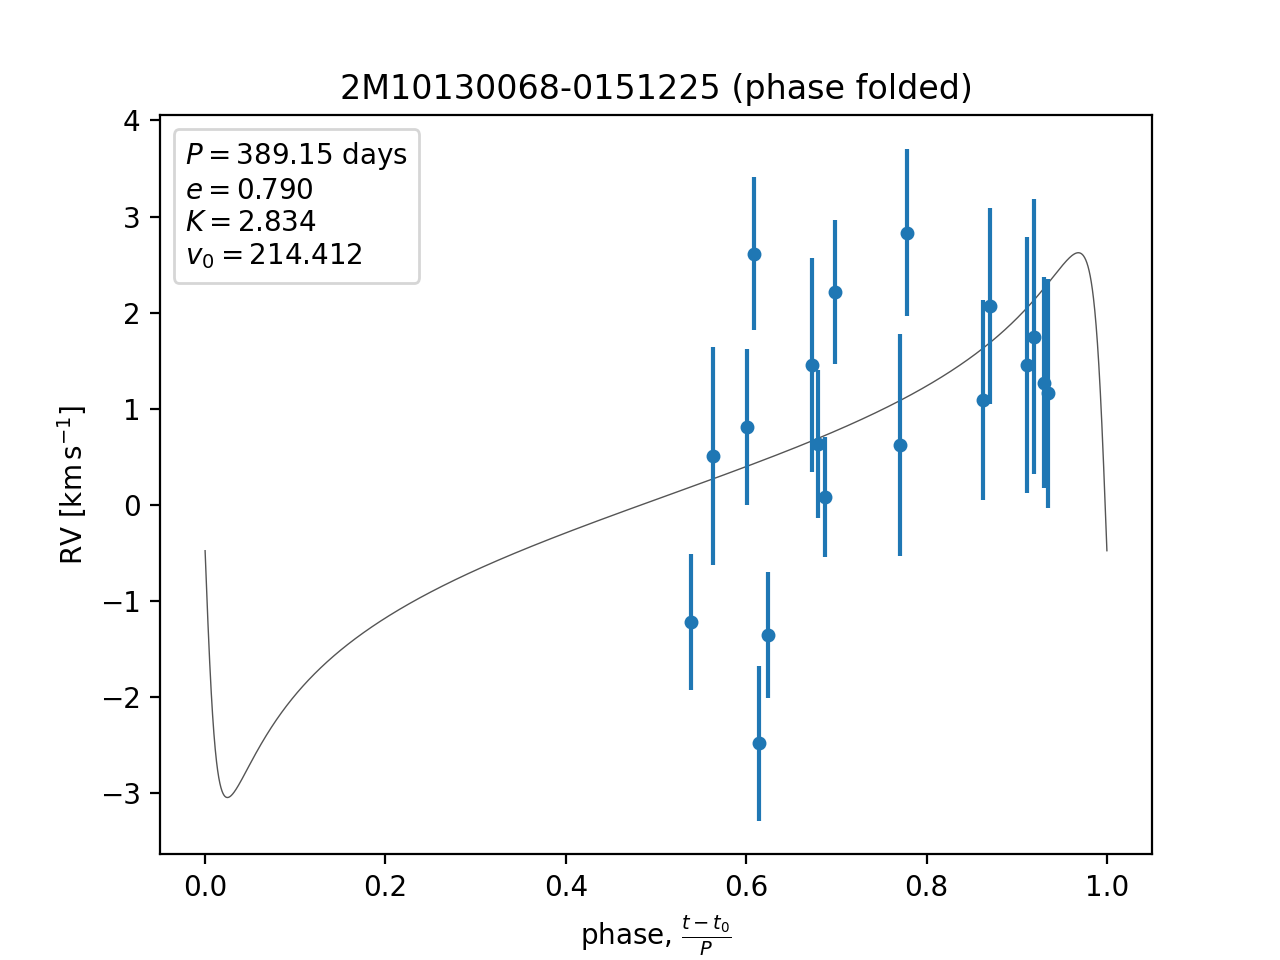 2M10130068-0151225 (phase folded)
P = 389.15 days
e = 0.790
K = 2.834
v₀ = 214.412
4
3
2
1
0
−1
−2
−3
RV [km s⁻¹]
0.0 0.2 0.4 0.6 0.8 1.0
phase, (t − t₀)/P